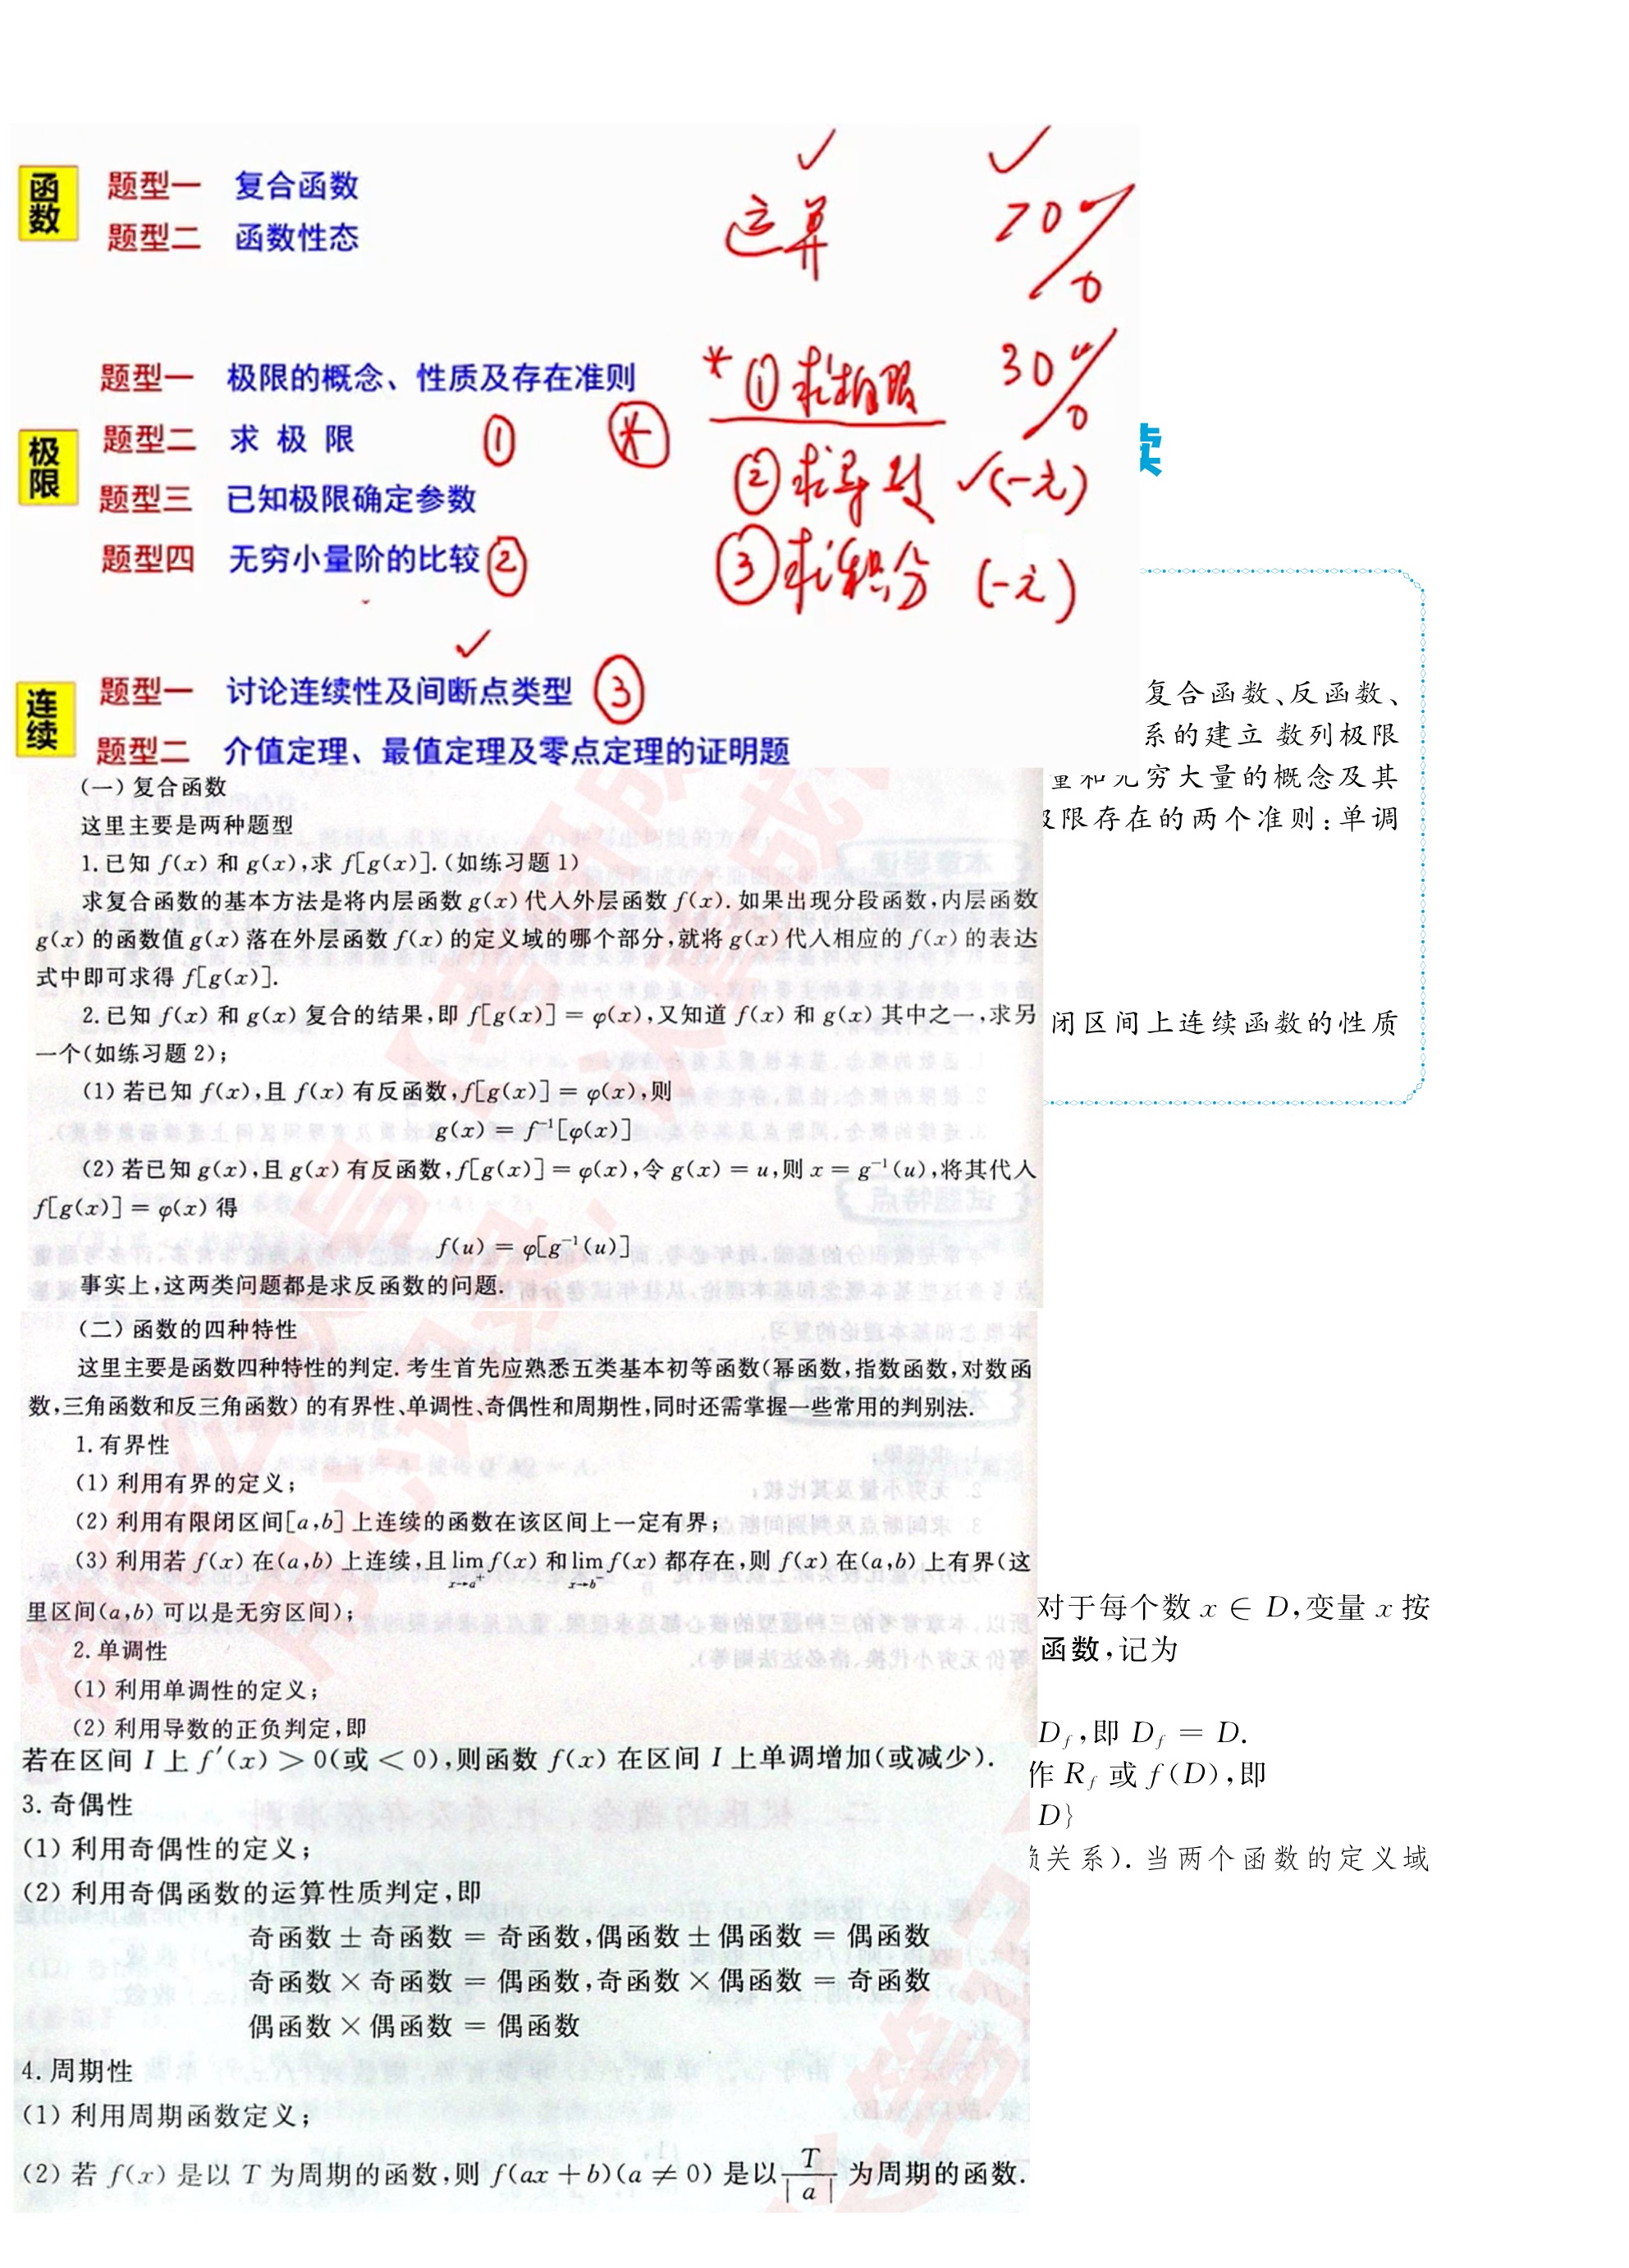 函数
题型一 复合函数
题型二 函数性态
运算
70%
极限
题型一 极限的概念、性质及存在准则
题型二 求 极 限 ①
题型三 已知极限确定参数
题型四 无穷小量阶的比较 ②
* ① 求极限 30%
② 求导数 ✓(一元)
③ 求积分 (一元)
连续
题型一 讨论连续性及间断点类型 ③
题型二 介值定理、最值定理及零点定理的证明题
续
复合函数、反函数、
系的建立 数列极限
量和无穷大量的概念及其
极限存在的两个准则:单调
闭区间上连续函数的性质
(一) 复合函数
这里主要是两种题型
1.已知 f(x) 和 g(x),求 f[g(x)].(如练习题 1)
求复合函数的基本方法是将内层函数 g(x) 代入外层函数 f(x).如果出现分段函数,内层函数
g(x) 的函数值 g(x) 落在外层函数 f(x) 的定义域的哪个部分,就将 g(x) 代入相应的 f(x) 的表达
式中即可求得 f[g(x)].
2.已知 f(x) 和 g(x) 复合的结果,即 f[g(x)] = φ(x),又知道 f(x) 和 g(x) 其中之一,求另
一个(如练习题 2);
(1) 若已知 f(x),且 f(x) 有反函数,f[g(x)] = φ(x),则
g(x) = f⁻¹[φ(x)]
(2) 若已知 g(x),且 g(x) 有反函数,f[g(x)] = φ(x),令 g(x) = u,则 x = g⁻¹(u),将其代入
f[g(x)] = φ(x) 得
f(u) = φ[g⁻¹(u)]
事实上,这两类问题都是求反函数的问题.
(二) 函数的四种特性
这里主要是函数四种特性的判定.考生首先应熟悉五类基本初等函数(幂函数,指数函数,对数函
数,三角函数和反三角函数) 的有界性、单调性、奇偶性和周期性,同时还需掌握一些常用的判别法.
1.有界性
(1) 利用有界的定义;
(2) 利用有限闭区间[a,b] 上连续的函数在该区间上一定有界;
(3) 利用若 f(x) 在(a,b) 上连续,且 lim x→a⁺ f(x) 和 lim x→b⁻ f(x) 都存在,则 f(x) 在(a,b) 上有界(这
里区间(a,b) 可以是无穷区间);
2.单调性
(1) 利用单调性的定义;
(2) 利用导数的正负判定,即
若在区间 I 上 f′(x) > 0(或 < 0),则函数 f(x) 在区间 I 上单调增加(或减少).
3.奇偶性
(1) 利用奇偶性的定义;
(2) 利用奇偶函数的运算性质判定,即
奇函数 ± 奇函数 = 奇函数,偶函数 ± 偶函数 = 偶函数
奇函数 × 奇函数 = 偶函数,奇函数 × 偶函数 = 奇函数
偶函数 × 偶函数 = 偶函数
4.周期性
(1) 利用周期函数定义;
(2) 若 f(x) 是以 T 为周期的函数,则 f(ax + b)(a ≠ 0) 是以 T/|a| 为周期的函数.
对于每个数 x ∈ D,变量 x 按
函数,记为
D_f,即 D_f = D.
作 R_f 或 f(D),即
D}
关系).当两个函数的定义域